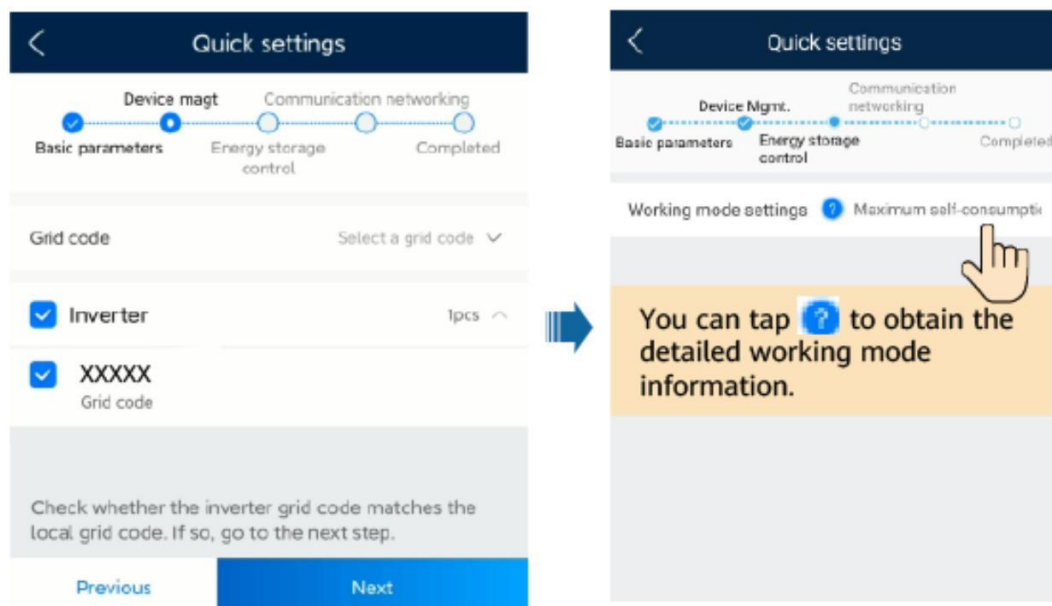 Quick settings
Device magt Communication networking
Basic parameters Energy storage control Completed
Grid code Select a grid code
Inverter 1pcs
XXXXX
Grid code
Check whether the inverter grid code matches the
local grid code. If so, go to the next step.
Previous Next
Quick settings
Device Mgmt. Communication networking
Basic parameters Energy storage control Completed
Working mode settings ? Maximum self-consumptic
You can tap ? to obtain the
detailed working mode
information.